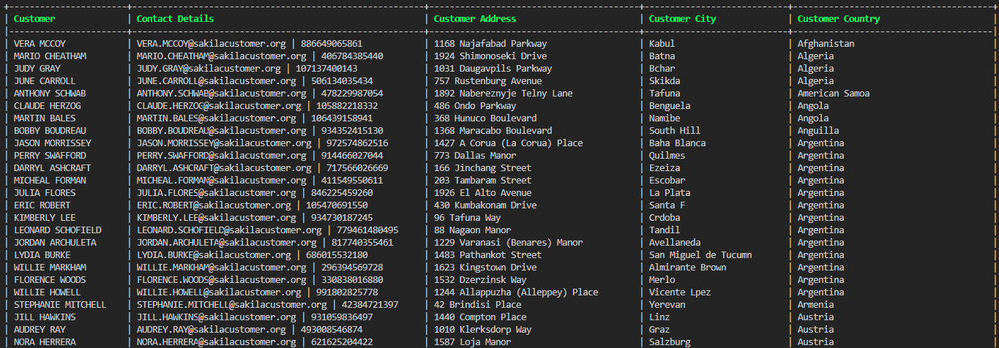 Customer | Contact Details | Customer Address | Customer City | Customer Country
VERA MCCOY | VERA.MCCOY@sakilacustomer.org | 886649065861 | 1168 Najafabad Parkway | Kabul | Afghanistan
MARIO CHEATHAM | MARIO.CHEATHAM@sakilacustomer.org | 406784385440 | 1924 Shimonoseki Drive | Batna | Algeria
JUDY GRAY | JUDY.GRAY@sakilacustomer.org | 107137400143 | 1031 Daugavpils Parkway | Bchar | Algeria
JUNE CARROLL | JUNE.CARROLL@sakilacustomer.org | 506134035434 | 757 Rustenburg Avenue | Skikda | Algeria
ANTHONY SCHWAB | ANTHONY.SCHWAB@sakilacustomer.org | 478229987054 | 1892 Nabereznyje Telny Lane | Tafuna | American Samoa
CLAUDE HERZOG | CLAUDE.HERZOG@sakilacustomer.org | 105882218332 | 486 Ondo Parkway | Benguela | Angola
MARTIN BALES | MARTIN.BALES@sakilacustomer.org | 106439158941 | 368 Hunuco Boulevard | Namibe | Angola
BOBBY BOUDREAU | BOBBY.BOUDREAU@sakilacustomer.org | 934352415130 | 1368 Maracabo Boulevard | South Hill | Anguilla
JASON MORRISSEY | JASON.MORRISSEY@sakilacustomer.org | 972574862516 | 1427 A Corua (La Corua) Place | Baha Blanca | Argentina
PERRY SWAFFORD | PERRY.SWAFFORD@sakilacustomer.org | 914466027044 | 773 Dallas Manor | Quilmes | Argentina
DARRYL ASHCRAFT | DARRYL.ASHCRAFT@sakilacustomer.org | 717566026669 | 166 Jinchang Street | Ezeiza | Argentina
MICHEAL FORMAN | MICHEAL.FORMAN@sakilacustomer.org | 411549550611 | 203 Tambaram Street | Escobar | Argentina
JULIA FLORES | JULIA.FLORES@sakilacustomer.org | 846225459260 | 1926 El Alto Avenue | La Plata | Argentina
ERIC ROBERT | ERIC.ROBERT@sakilacustomer.org | 105470691550 | 430 Kumbakonam Drive | Santa F | Argentina
KIMBERLY LEE | KIMBERLY.LEE@sakilacustomer.org | 934730187245 | 96 Tafuna Way | Crdoba | Argentina
LEONARD SCHOFIELD | LEONARD.SCHOFIELD@sakilacustomer.org | 779461480495 | 88 Nagaon Manor | Tandil | Argentina
JORDAN ARCHULETA | JORDAN.ARCHULETA@sakilacustomer.org | 817740355461 | 1229 Varanasi (Benares) Manor | Avellaneda | Argentina
LYDIA BURKE | LYDIA.BURKE@sakilacustomer.org | 686015532180 | 1483 Pathankot Street | San Miguel de Tucumn | Argentina
WILLIE MARKHAM | WILLIE.MARKHAM@sakilacustomer.org | 296394569728 | 1623 Kingstown Drive | Almirante Brown | Argentina
FLORENCE WOODS | FLORENCE.WOODS@sakilacustomer.org | 330838016880 | 1532 Dzerzinsk Way | Merlo | Argentina
WILLIE HOWELL | WILLIE.HOWELL@sakilacustomer.org | 991802825778 | 1244 Allappuzha (Alleppey) Place | Vicente Lpez | Argentina
STEPHANIE MITCHELL | STEPHANIE.MITCHELL@sakilacustomer.org | 42384721397 | 42 Brindisi Place | Yerevan | Armenia
JILL HAWKINS | JILL.HAWKINS@sakilacustomer.org | 931059836497 | 1440 Compton Place | Linz | Austria
AUDREY RAY | AUDREY.RAY@sakilacustomer.org | 493008546874 | 1010 Klerksdorp Way | Graz | Austria
NORA HERRERA | NORA.HERRERA@sakilacustomer.org | 621625204422 | 1587 Loja Manor | Salzburg | Austria